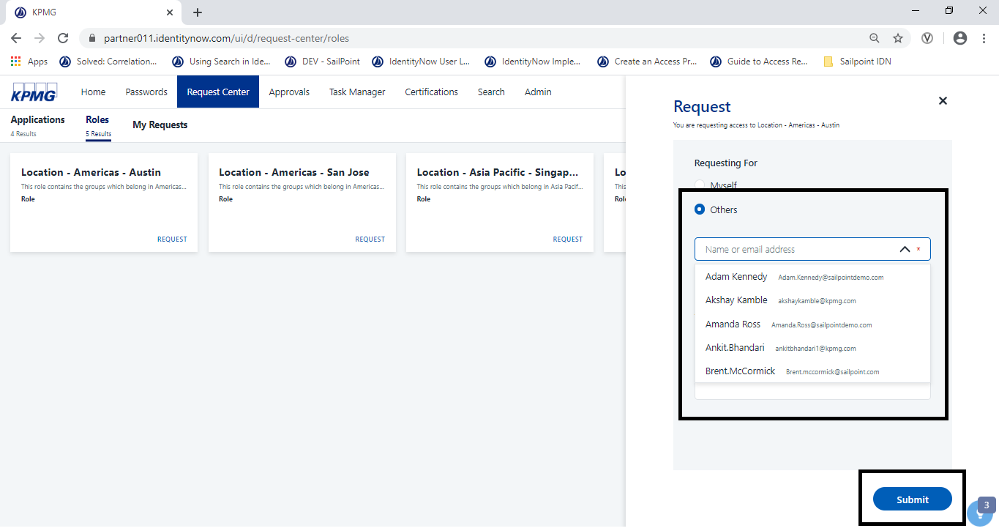 KPMG
partner011.identitynow.com/ui/d/request-center/roles
Apps Solved: Correlation... Using Search in Ide... DEV - SailPoint IdentityNow User L... IdentityNow Imple... Create an Access Pr... Guide to Access Re... Sailpoint IDN
KPMG Home Passwords Request Center Approvals Task Manager Certifications Search Admin
Applications Roles My Requests
4 Results 5 Results
Location - Americas - Austin Location - Americas - San Jose Location - Asia Pacific - Singap... Lo
This role contains the groups which belong in Americas... This role contains the groups which belong in Americas... This role contains the groups which belong in Asia Pacif... This
Role Role Role Role
REQUEST REQUEST REQUEST
Request
You are requesting access to Location - Americas - Austin
Requesting For
Myself
Others
Name or email address *
Adam Kennedy Adam.Kennedy@sailpointdemo.com
Akshay Kamble akshaykamble@kpmg.com
Amanda Ross Amanda.Ross@sailpointdemo.com
Ankit.Bhandari ankitbhandari1@kpmg.com
Brent.McCormick Brent.mccormick@sailpoint.com
Submit
3